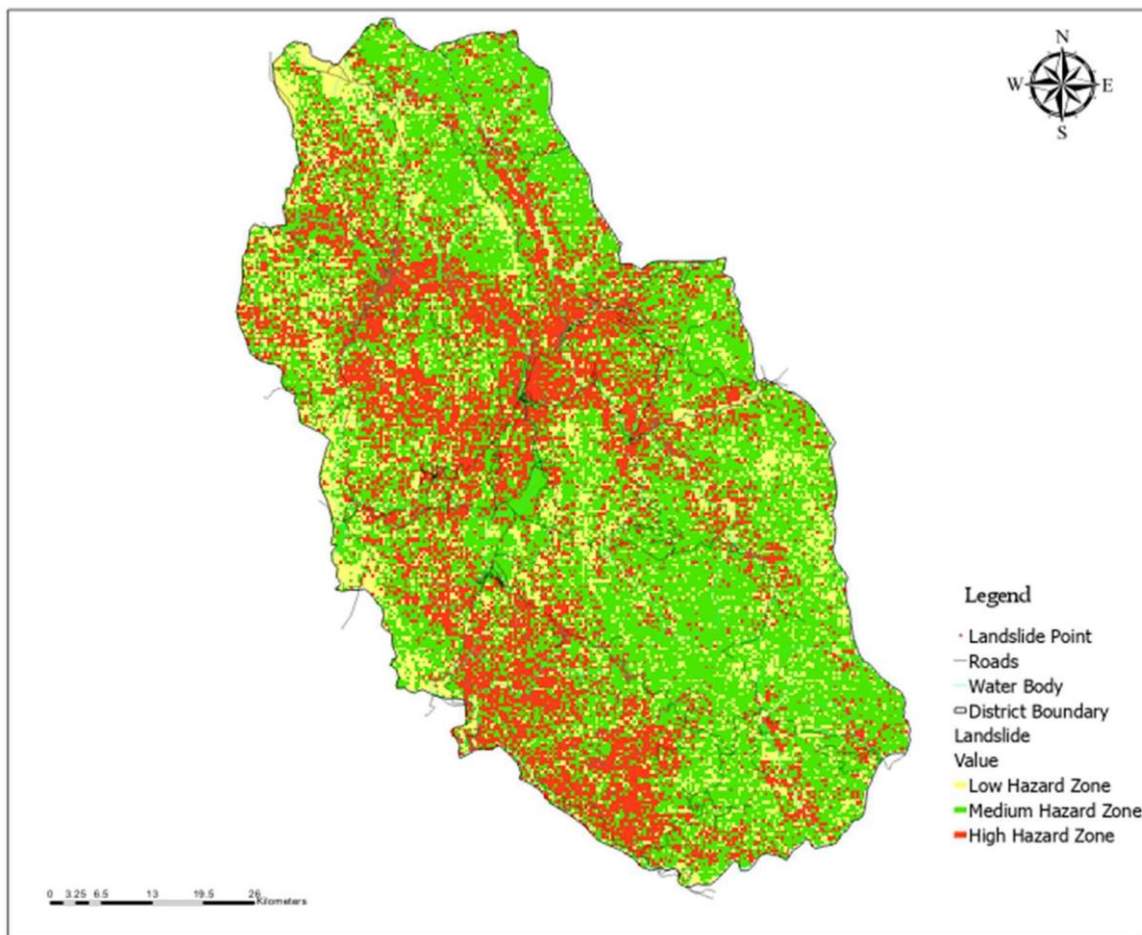 N
W E
S
Legend
Landslide Point
Roads
Water Body
District Boundary
Landslide
Value
Low Hazard Zone
Medium Hazard Zone
High Hazard Zone
0 3.25 6.5 13 19.5 26
Kilometers